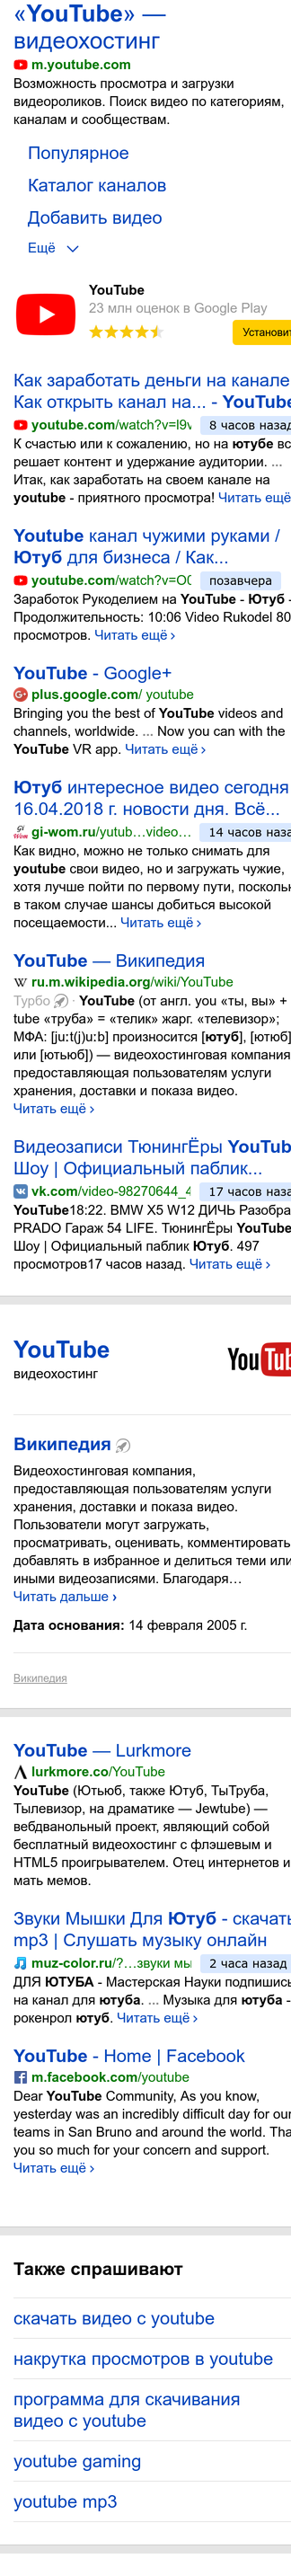 «YouTube» —
видеохостинг
m.youtube.com
Возможность просмотра и загрузки
видеороликов. Поиск видео по категориям,
каналам и сообществам.
Популярное
Каталог каналов
Добавить видео
Ещё
YouTube
23 млн оценок в Google Play
Установит
Как заработать деньги на канале
Как открыть канал на... - YouTube
youtube.com/watch?v=l9v
8 часов назад
К счастью или к сожалению, но на ютубе вс
решает контент и удержание аудитории. ...
Итак, как заработать на своем канале на
youtube - приятного просмотра! Читать ещё
Youtube канал чужими руками /
Ютуб для бизнеса / Как...
youtube.com/watch?v=OC
позавчера
Заработок Рукоделием на YouTube - Ютуб -
Продолжительность: 10:06 Video Rukodel 80
просмотров. Читать ещё ›
YouTube - Google+
plus.google.com/ youtube
Bringing you the best of YouTube videos and
channels, worldwide. ... Now you can with the
YouTube VR app. Читать ещё ›
Ютуб интересное видео сегодня
16.04.2018 г. новости дня. Всё...
gi-wom.ru/yutub…video…
14 часов наза
Как видно, можно не только снимать для
youtube свои видео, но и загружать чужие,
хотя лучше пойти по первому пути, посколь
в таком случае шансы добиться высокой
посещаемости... Читать ещё ›
YouTube — Википедия
ru.m.wikipedia.org/wiki/YouTube
Турбо · YouTube (от англ. you «ты, вы» +
tube «труба» = «телик» жарг. «телевизор»;
МФА: [ju:t(j)u:b] произносится [ютуб], [ютюб]
или [ютьюб]) — видеохостинговая компания
предоставляющая пользователям услуги
хранения, доставки и показа видео.
Читать ещё ›
Видеозаписи ТюнингЁры YouTub
Шоу | Официальный паблик...
vk.com/video-98270644_4
17 часов наза
YouTube18:22. BMW X5 W12 ДИЧЬ Разобра
PRADO Гараж 54 LIFE. ТюнингЁры YouTube
Шоу | Официальный паблик Ютуб. 497
просмотров17 часов назад. Читать ещё ›
YouTube
видеохостинг
You Tub
Википедия
Видеохостинговая компания,
предоставляющая пользователям услуги
хранения, доставки и показа видео.
Пользователи могут загружать,
просматривать, оценивать, комментировать
добавлять в избранное и делиться теми или
иными видеозаписями. Благодаря…
Читать дальше ›
Дата основания: 14 февраля 2005 г.
Википедия
YouTube — Lurkmore
lurkmore.co/YouTube
YouTube (Ютьюб, также Ютуб, ТыТруба,
Тылевизор, на драматике — Jewtube) —
вебдванольный проект, являющий собой
бесплатный видеохостинг с флэшевым и
HTML5 проигрывателем. Отец интернетов и
мать мемов.
Звуки Мышки Для Ютуб - скачать
mp3 | Слушать музыку онлайн
muz-color.ru/?…звуки мы
2 часа назад
ДЛЯ ЮТУБА - Мастерская Науки подпишись
на канал для ютуба. ... Музыка для ютуба -
рокенрол ютуб. Читать ещё ›
YouTube - Home | Facebook
m.facebook.com/youtube
Dear YouTube Community, As you know,
yesterday was an incredibly difficult day for our
teams in San Bruno and around the world. Tha
you so much for your concern and support.
Читать ещё ›
Также спрашивают
скачать видео с youtube
накрутка просмотров в youtube
программа для скачивания
видео с youtube
youtube gaming
youtube mp3